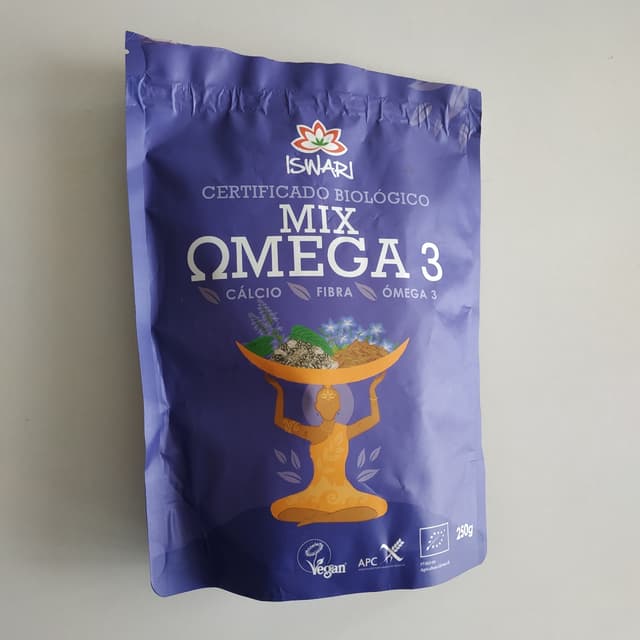 ISWARI
CERTIFICADO BIOLÓGICO
MIX
ΩMEGA 3
CÁLCIO FIBRA ÓMEGA 3
Vegan
APC
250g